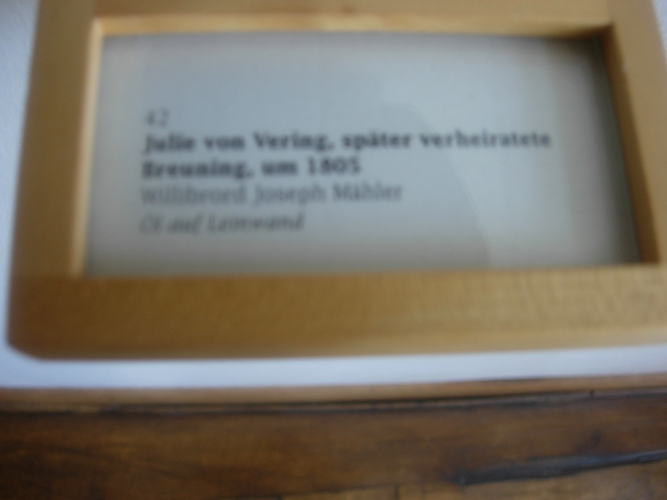 42
Julie von Vering, später verheiratete
Breuning, um 1805
Willibrord Joseph Mähler
Öl auf Leinwand